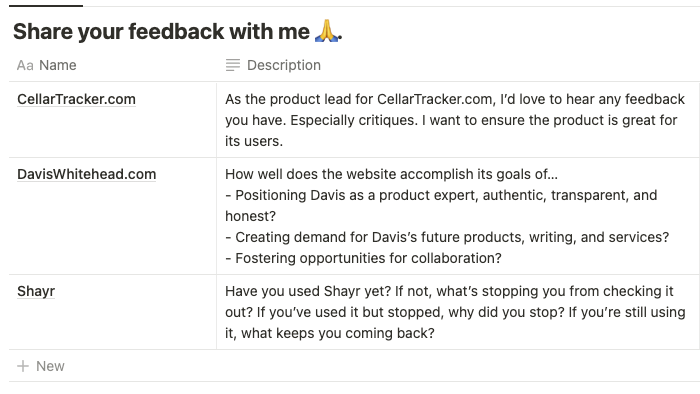 Share your feedback with me 🙏.
Aa Name
Description
CellarTracker.com
As the product lead for CellarTracker.com, I’d love to hear any feedback
you have. Especially critiques. I want to ensure the product is great for
its users.
DavisWhitehead.com
How well does the website accomplish its goals of…
- Positioning Davis as a product expert, authentic, transparent, and
honest?
- Creating demand for Davis’s future products, writing, and services?
- Fostering opportunities for collaboration?
Shayr
Have you used Shayr yet? If not, what’s stopping you from checking it
out? If you’ve used it but stopped, why did you stop? If you’re still using
it, what keeps you coming back?
+ New